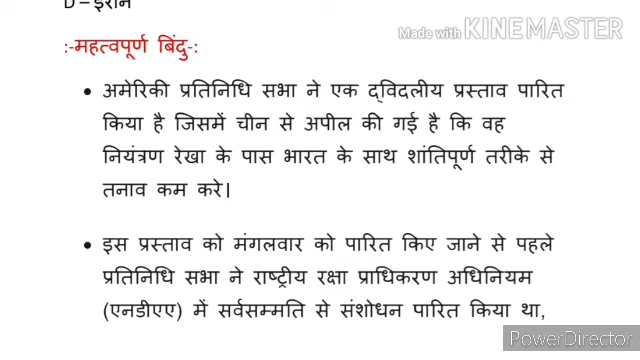 D – ईरान
Made with KINEMASTER
:-महत्वपूर्ण बिंदु-:
• अमेरिकी प्रतिनिधि सभा ने एक द्विदलीय प्रस्ताव पारित
किया है जिसमें चीन से अपील की गई है कि वह
नियंत्रण रेखा के पास भारत के साथ शांतिपूर्ण तरीके से
तनाव कम करे।
• इस प्रस्ताव को मंगलवार को पारित किए जाने से पहले
प्रतिनिधि सभा ने राष्ट्रीय रक्षा प्राधिकरण अधिनियम
(एनडीएए) में सर्वसम्मति से संशोधन पारित किया था,
PowerDirector